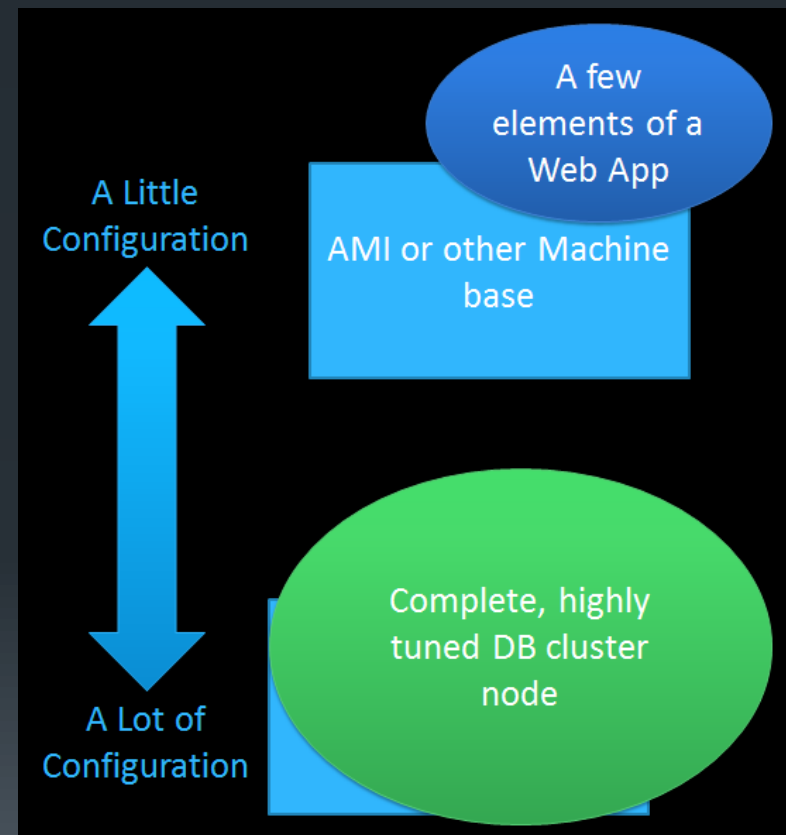 A few
elements of a
Web App
A Little
Configuration
AMI or other Machine
base
Complete, highly
tuned DB cluster
node
A Lot of
Configuration